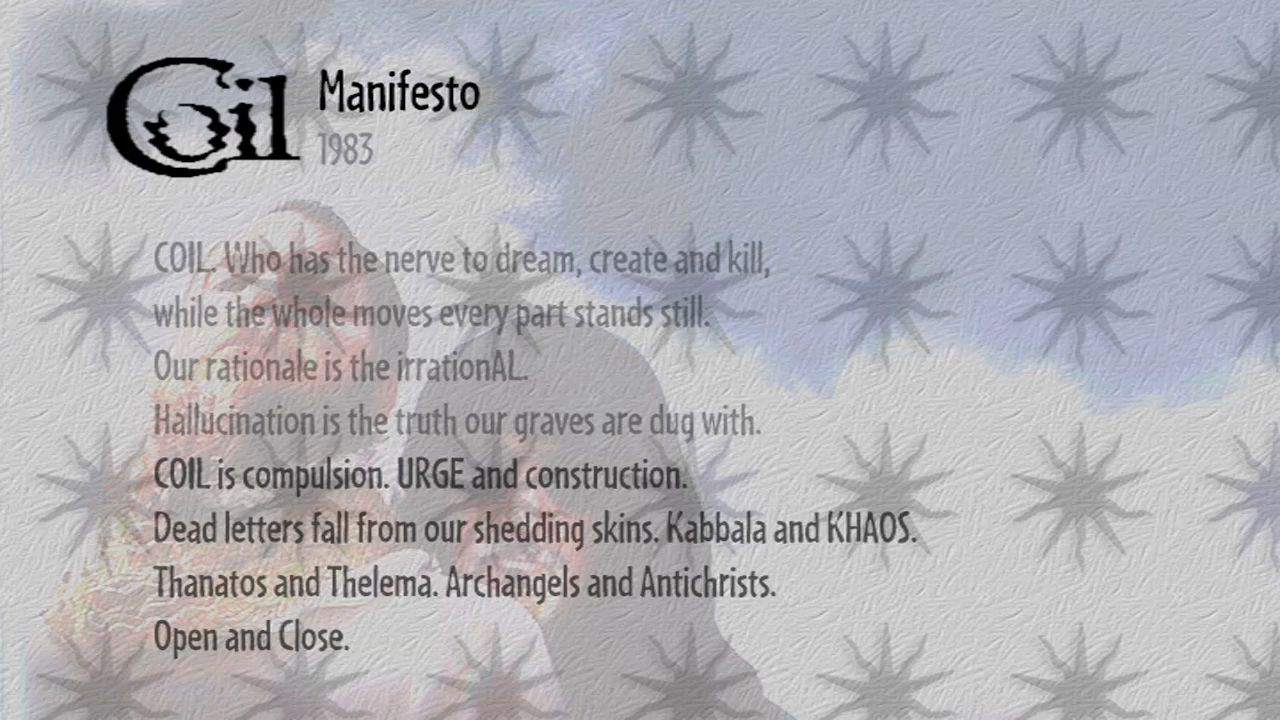 Coil
Manifesto
1983
COIL. Who has the nerve to dream, create and kill,
while the whole moves every part stands still.
Our rationale is the irrationAL.
Hallucination is the truth our graves are dug with.
COIL is compulsion. URGE and construction.
Dead letters fall from our shedding skins. Kabbala and KHAOS.
Thanatos and Thelema. Archangels and Antichrists.
Open and Close.